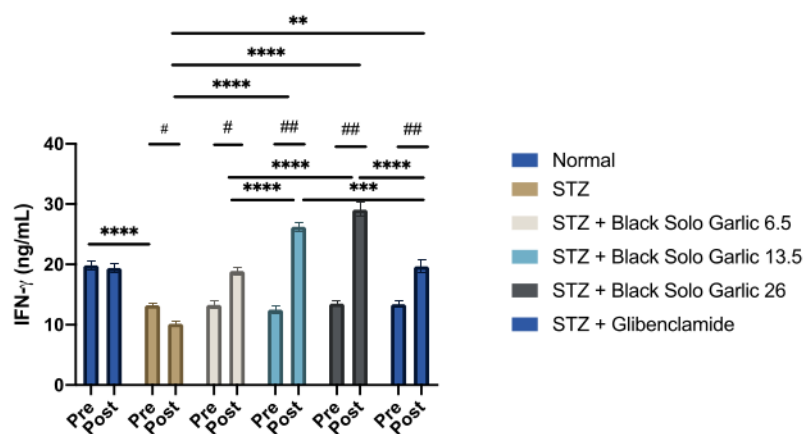 **
****
****
# # ## ## ##
**** ****
**** ***
****
40
30
20
10
0
IFN-γ (ng/mL)
Pre Post Pre Post Pre Post Pre Post Pre Post Pre Post
Normal
STZ
STZ + Black Solo Garlic 6.5
STZ + Black Solo Garlic 13.5
STZ + Black Solo Garlic 26
STZ + Glibenclamide